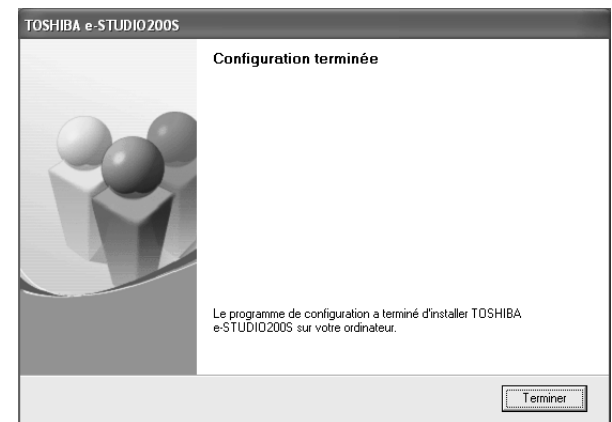 TOSHIBA e-STUDIO200S
Configuration terminée
Le programme de configuration a terminé d'installer TOSHIBA
e-STUDIO200S sur votre ordinateur.
Terminer